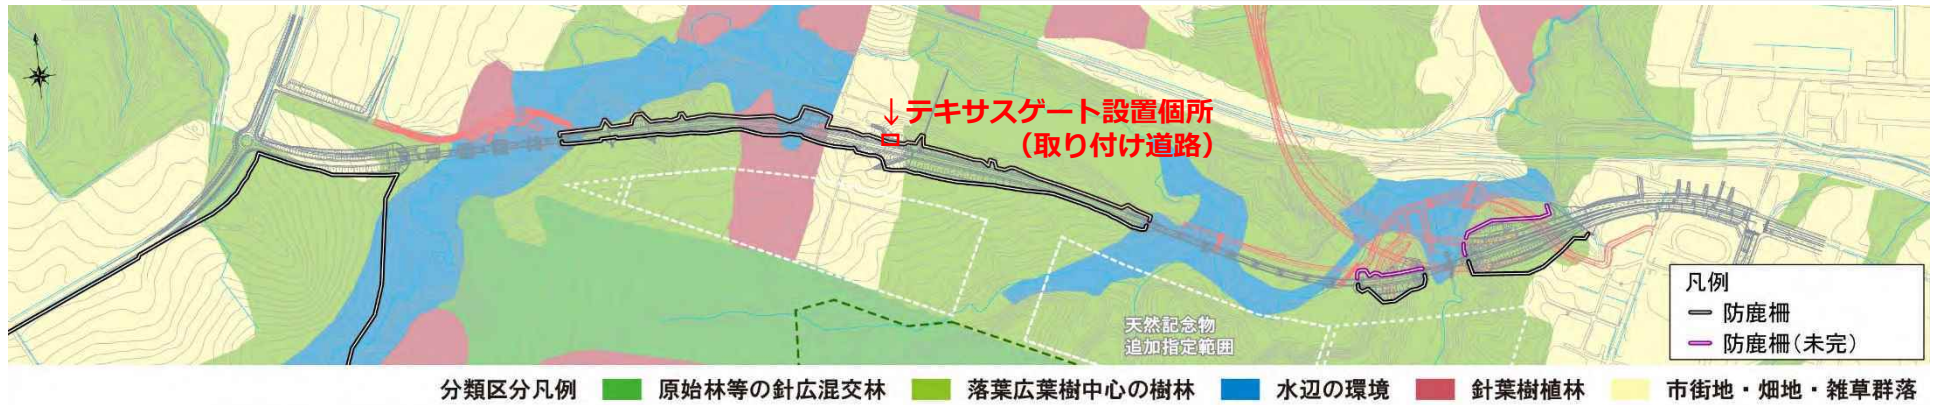 ↓テキサスゲート設置個所
（取り付け道路）
天然記念物
追加指定範囲
凡例
防鹿柵
防鹿柵(未完)
分類区分凡例 原始林等の針広混交林 落葉広葉樹中心の樹林 水辺の環境 針葉樹植林 市街地・畑地・雑草群落